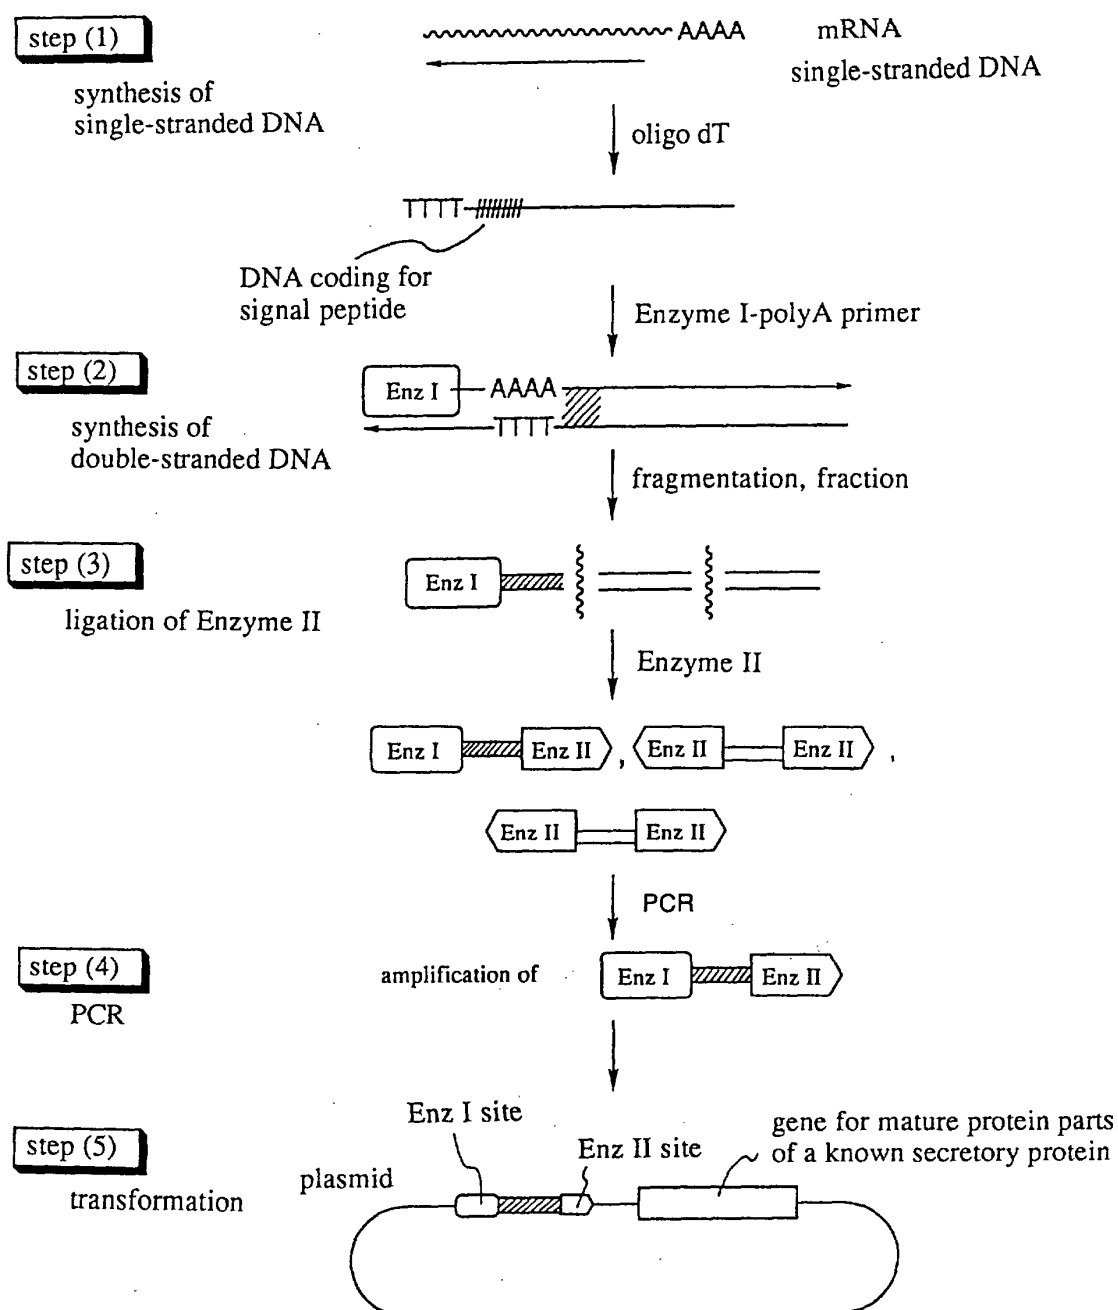 step (1)
AAAA mRNA
single-stranded DNA
synthesis of
single-stranded DNA
oligo dT
TTTT
DNA coding for
signal peptide
Enzyme I-polyA primer
step (2)
Enz I
AAAA
TTTT
synthesis of
double-stranded DNA
fragmentation, fraction
step (3)
Enz I
ligation of Enzyme II
Enzyme II
Enz I Enz II , Enz II Enz II ,
Enz II Enz II
PCR
step (4)
amplification of Enz I Enz II
PCR
Enz I site
gene for mature protein parts
of a known secretory protein
step (5)
Enz II site
plasmid
transformation